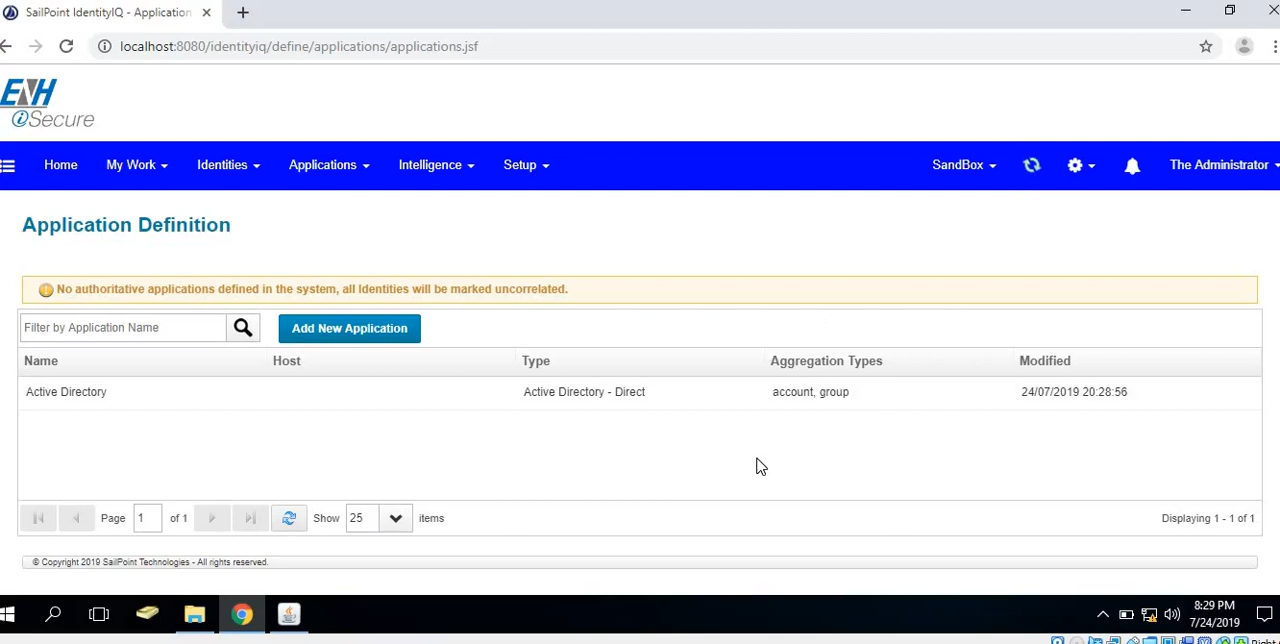 SailPoint IdentityIQ - Application
localhost:8080/identityiq/define/applications/applications.jsf
ENH
iSecure
Home My Work Identities Applications Intelligence Setup SandBox The Administrator
Application Definition
No authoritative applications defined in the system, all Identities will be marked uncorrelated.
Filter by Application Name Add New Application
Name Host Type Aggregation Types Modified
Active Directory Active Directory - Direct account, group 24/07/2019 20:28:56
Page 1 of 1 Show 25 items Displaying 1 - 1 of 1
© Copyright 2019 SailPoint Technologies - All rights reserved.
8:29 PM
7/24/2019
Right